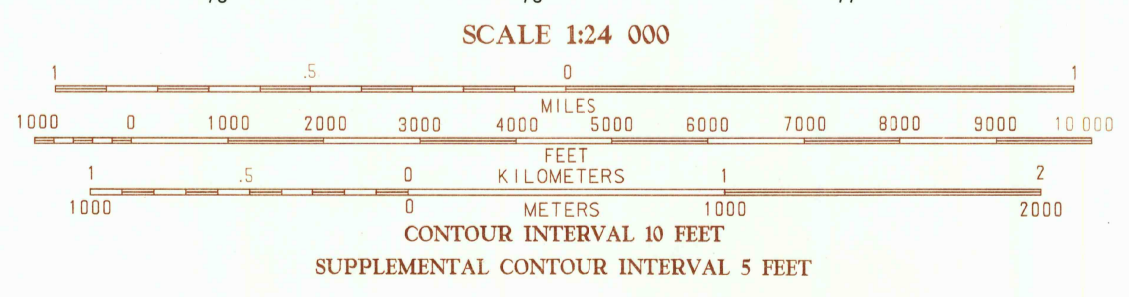 SCALE 1:24 000
1 .5 0 1
MILES
1000 0 1000 2000 3000 4000 5000 6000 7000 8000 9000 10 000
FEET
1 .5 0 KILOMETERS 1 2
1000 0 METERS 1000 2000
CONTOUR INTERVAL 10 FEET
SUPPLEMENTAL CONTOUR INTERVAL 5 FEET